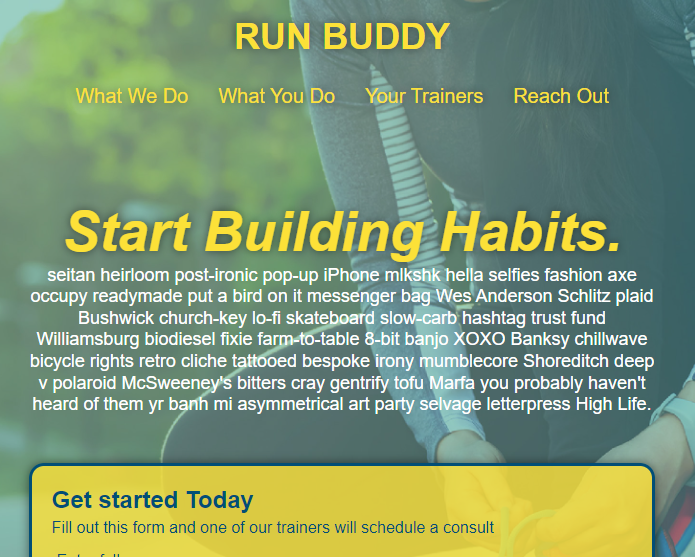 RUN BUDDY
What We Do What You Do Your Trainers Reach Out
Start Building Habits.
seitan heirloom post-ironic pop-up iPhone mlkshk hella selfies fashion axe
occupy readymade put a bird on it messenger bag Wes Anderson Schlitz plaid
Bushwick church-key lo-fi skateboard slow-carb hashtag trust fund
Williamsburg biodiesel fixie farm-to-table 8-bit banjo XOXO Banksy chillwave
bicycle rights retro cliche tattooed bespoke irony mumblecore Shoreditch deep
v polaroid McSweeney's bitters cray gentrify tofu Marfa you probably haven't
heard of them yr banh mi asymmetrical art party selvage letterpress High Life.
Get started Today
Fill out this form and one of our trainers will schedule a consult